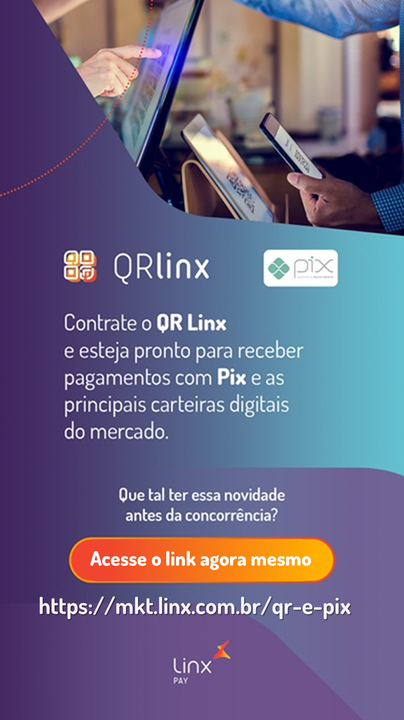 QRlinx
pix
Contrate o QR Linx
e esteja pronto para receber
pagamentos com Pix e as
principais carteiras digitais
do mercado.
Que tal ter essa novidade
antes da concorrência?
Acesse o link agora mesmo
https://mkt.linx.com.br/qr-e-pix
linx
PAY